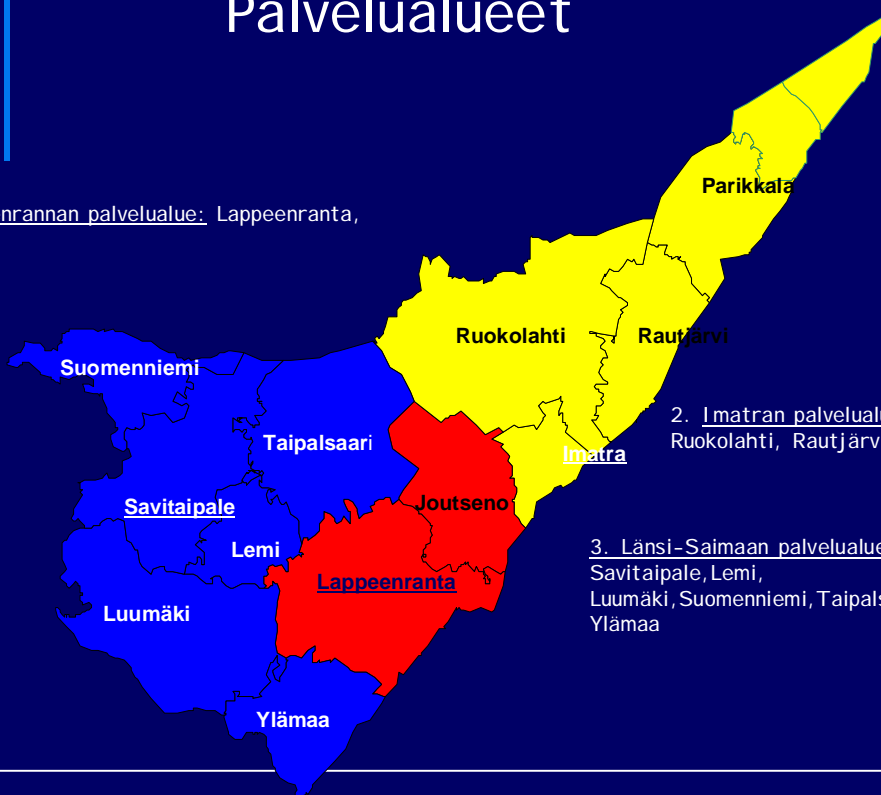 Palvelualueet
nrannan palvelualue: Lappeenranta,
Parikkala
Ruokolahti
Rautjärvi
Suomenniemi
Taipalsaari
2. Imatran palvelualu
Ruokolahti, Rautjärv
Imatra
Savitaipale
Joutseno
Lemi
3. Länsi-Saimaan palvelualue
Savitaipale,Lemi,
Luumäki,Suomenniemi,Taipals
Ylämaa
Lappeenranta
Luumäki
Ylämaa